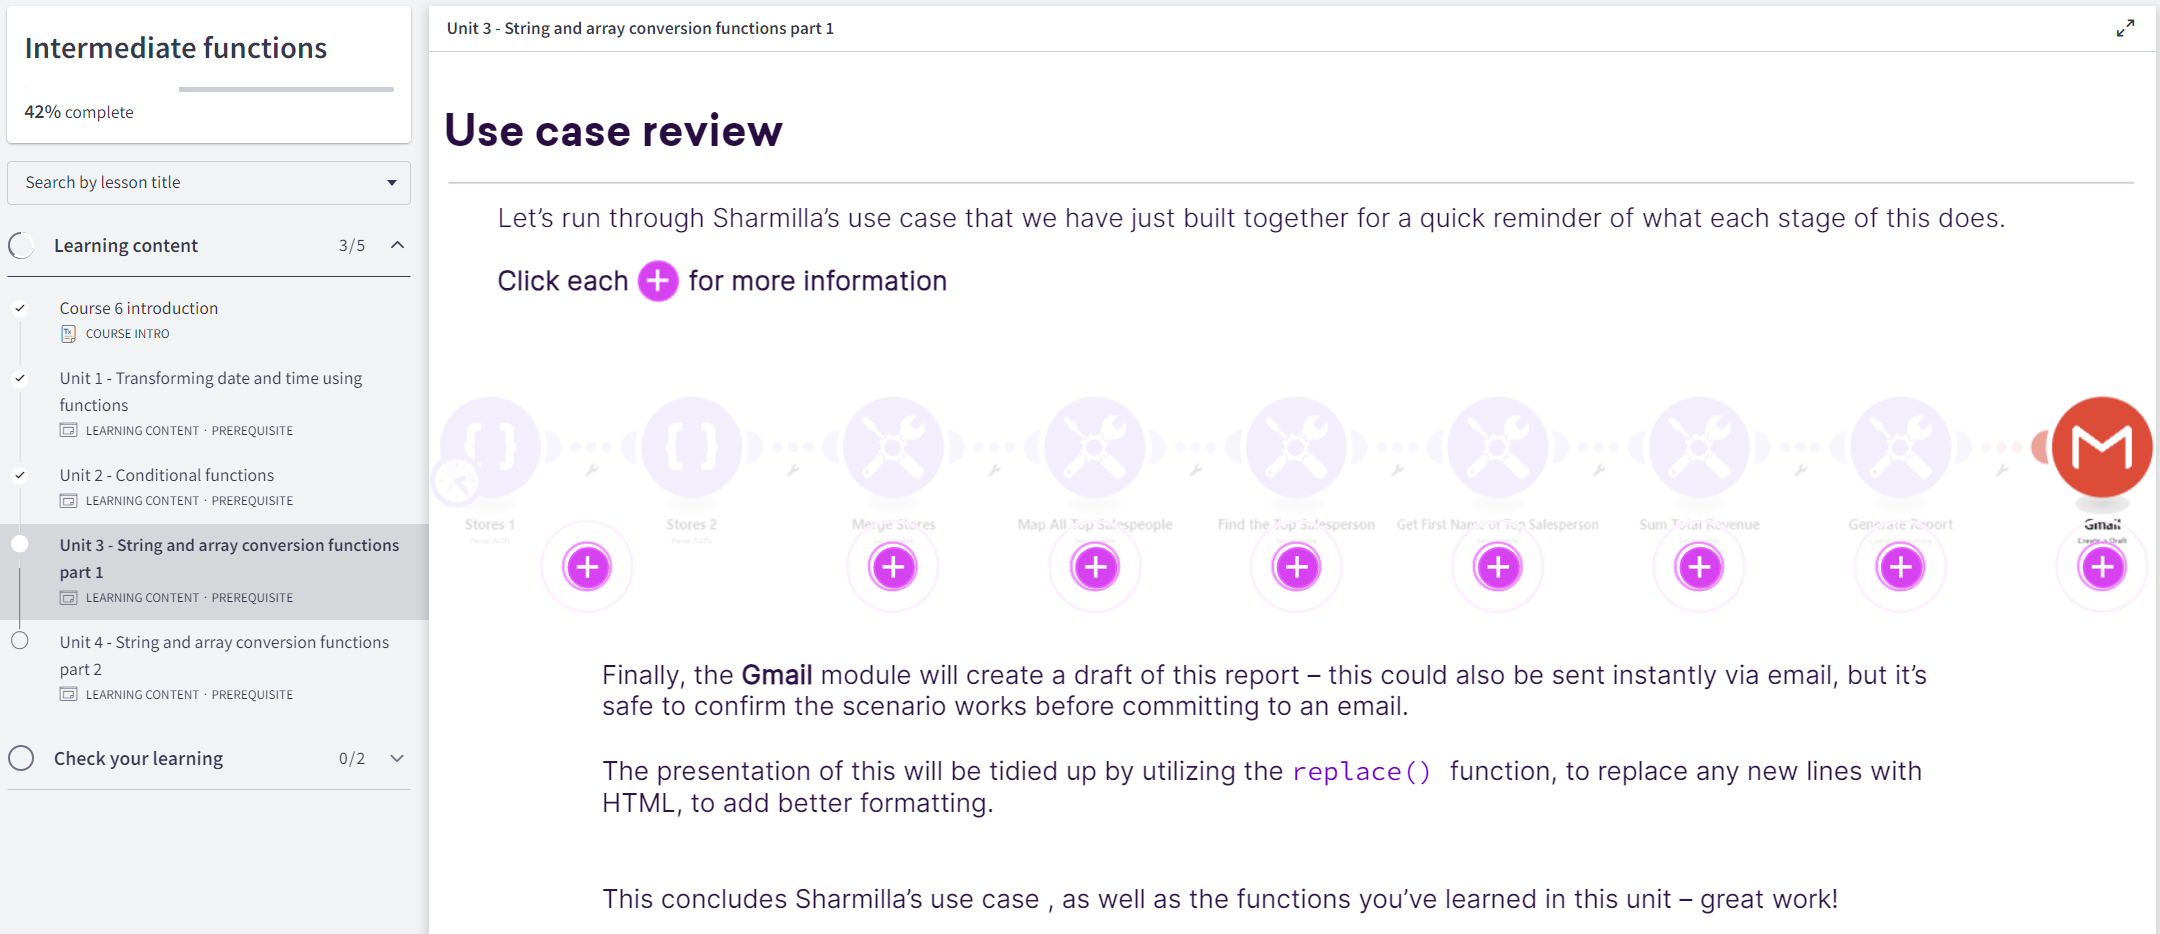 Intermediate functions
42% complete
Search by lesson title
Learning content 3/5
Course 6 introduction
COURSE INTRO
Unit 1 - Transforming date and time using
functions
LEARNING CONTENT · PREREQUISITE
Unit 2 - Conditional functions
LEARNING CONTENT · PREREQUISITE
Unit 3 - String and array conversion functions
part 1
LEARNING CONTENT · PREREQUISITE
Unit 4 - String and array conversion functions
part 2
LEARNING CONTENT · PREREQUISITE
Check your learning 0/2
Unit 3 - String and array conversion functions part 1
Use case review
Let’s run through Sharmilla’s use case that we have just built together for a quick reminder of what each stage of this does.
Click each + for more information
Stores 1 Stores 2 Merge Stores Map All Top Salespeople Find the Top Salesperson Get First Name of Top Salesperson Sum Total Revenue Generate Report Gmail
Parse JSON Parse JSON Create a Draft
Finally, the Gmail module will create a draft of this report – this could also be sent instantly via email, but it’s
safe to confirm the scenario works before committing to an email.
The presentation of this will be tidied up by utilizing the replace() function, to replace any new lines with
HTML, to add better formatting.
This concludes Sharmilla’s use case , as well as the functions you’ve learned in this unit – great work!